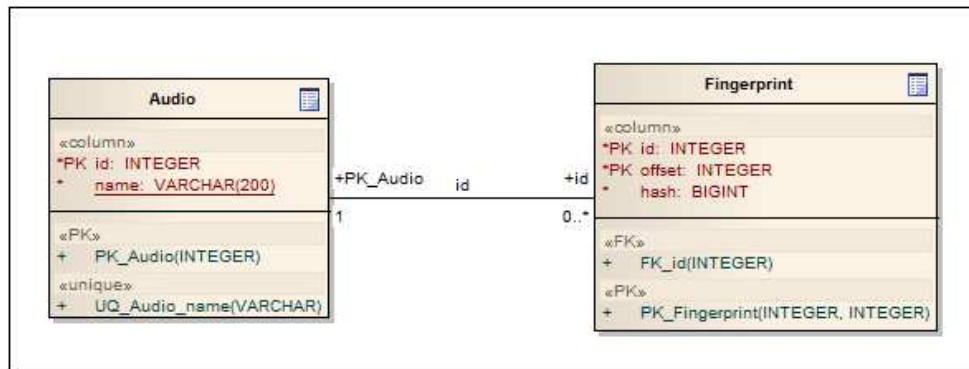 Audio
«column»
*PK id: INTEGER
* name: VARCHAR(200)
«PK»
+ PK_Audio(INTEGER)
«unique»
+ UQ_Audio_name(VARCHAR)
+PK_Audio
id
+id
1
0..*
Fingerprint
«column»
*PK id: INTEGER
*PK offset: INTEGER
* hash: BIGINT
«FK»
+ FK_id(INTEGER)
«PK»
+ PK_Fingerprint(INTEGER, INTEGER)